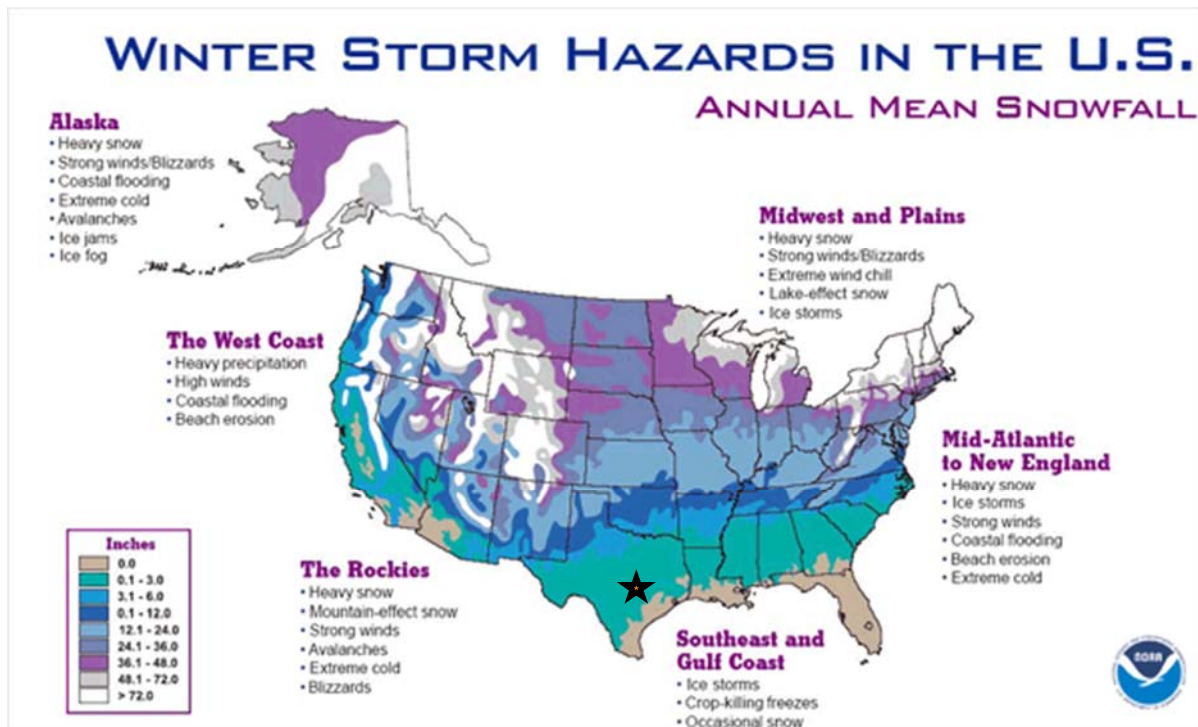 WINTER STORM HAZARDS IN THE U.S.
ANNUAL MEAN SNOWFALL
Alaska
• Heavy snow
• Strong winds/Blizzards
• Coastal flooding
• Extreme cold
• Avalanches
• Ice jams
• Ice fog
Midwest and Plains
• Heavy snow
• Strong winds/Blizzards
• Extreme wind chill
• Lake-effect snow
• Ice storms
The West Coast
• Heavy precipitation
• High winds
• Coastal flooding
• Beach erosion
Mid-Atlantic
to New England
• Heavy snow
• Ice storms
• Strong winds
• Coastal flooding
• Beach erosion
• Extreme cold
Inches
0.0
0.1 - 3.0
3.1 - 6.0
0.1 - 12.0
12.1 - 24.0
24.1 - 36.0
36.1 - 48.0
48.1 - 72.0
> 72.0
The Rockies
• Heavy snow
• Mountain-effect snow
• Strong winds
• Avalanches
• Extreme cold
• Blizzards
Southeast and
Gulf Coast
• Ice storms
• Crop-killing freezes
• Occasional snow
NOAA